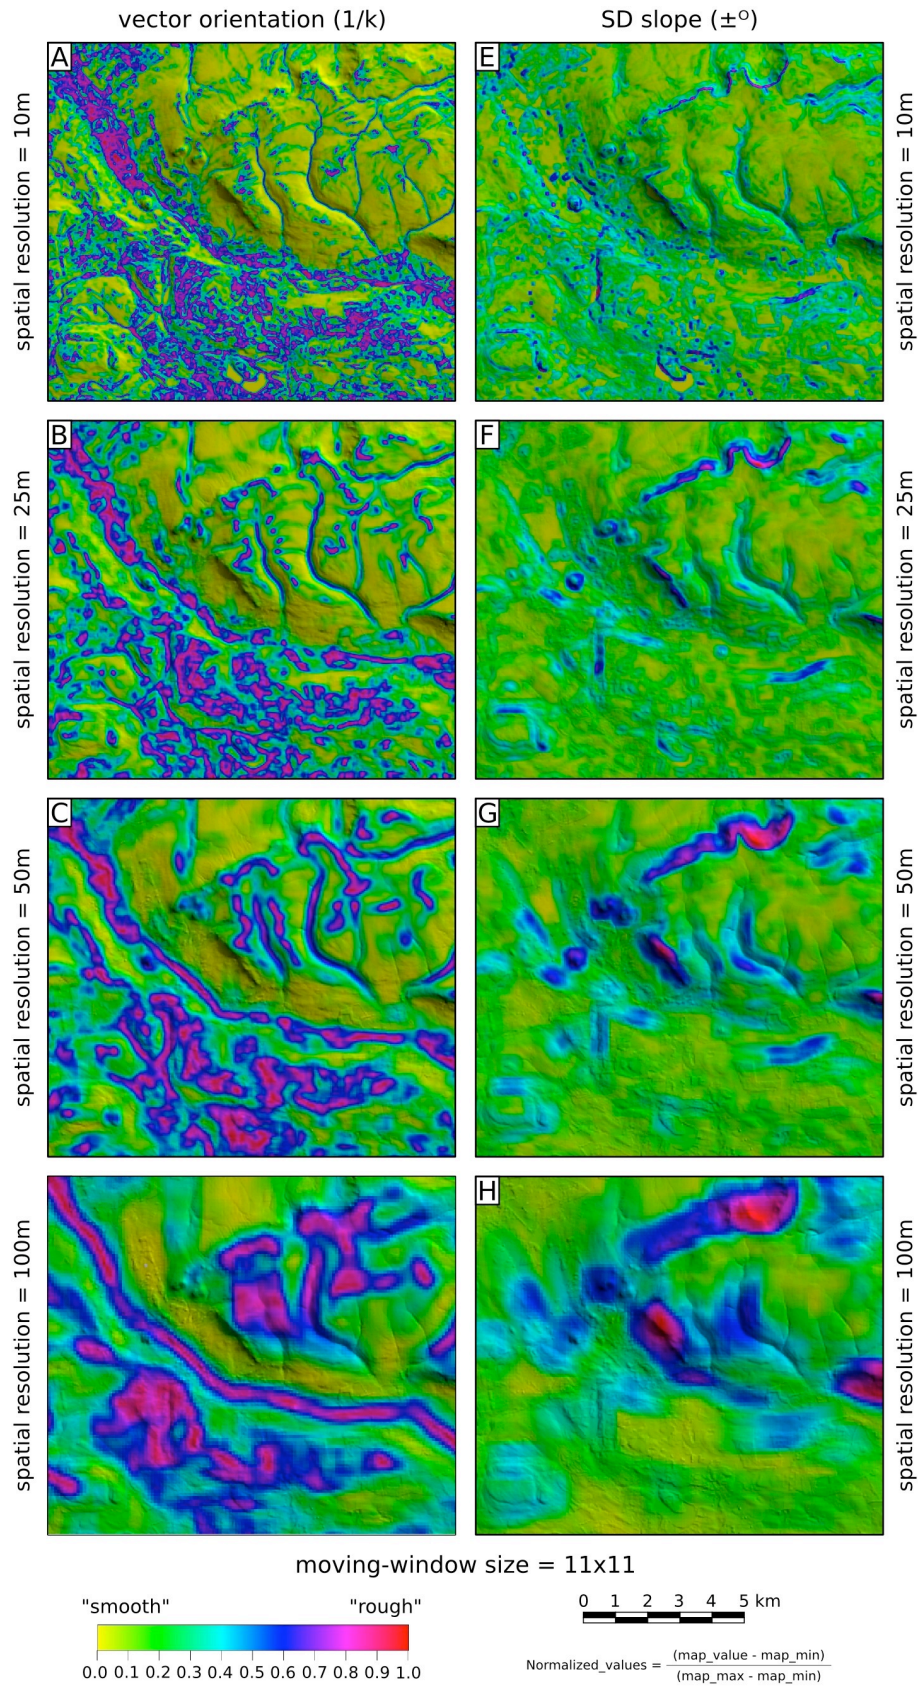 vector orientation (1/k)
SD slope (±°)
A
E
spatial resolution = 10m
spatial resolution = 10m
B
F
spatial resolution = 25m
spatial resolution = 25m
C
G
spatial resolution = 50m
spatial resolution = 50m
H
spatial resolution = 100m
spatial resolution = 100m
moving-window size = 11x11
"smooth" "rough"
0.0 0.1 0.2 0.3 0.4 0.5 0.6 0.7 0.8 0.9 1.0
0 1 2 3 4 5 km
Normalized_values = (map_value - map_min)
(map_max - map_min)